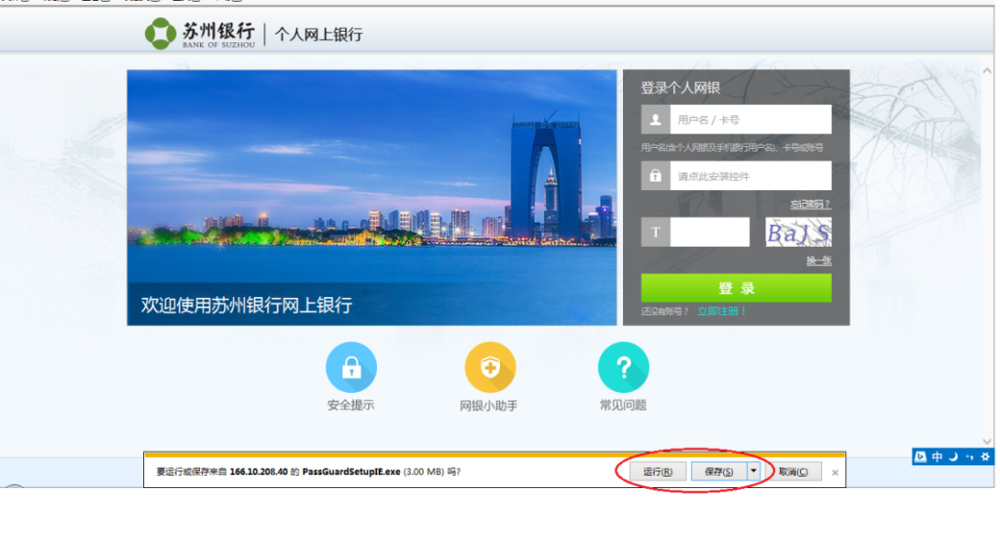 苏州银行
BANK OF SUZHOU
个人网上银行
登录个人网银
用户名 / 卡号
用户名(含个人网银及手机银行用户名)、卡号或账号
请点此安装控件
忘记密码？
T
BaJS
换一张
登 录
还没有账号？ 立即注册！
欢迎使用苏州银行网上银行
安全提示
网银小助手
?
常见问题
中
要运行或保存来自 166.10.208.40 的 PassGuardSetupIE.exe (3.00 MB) 吗?
运行(R)
保存(S)
取消(C)
×